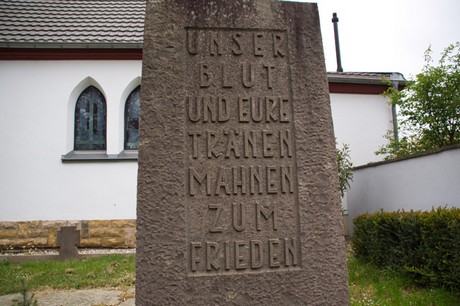 UNSER
BLUT
UND EURE
TRÄNEN
MAHNEN
ZUM
FRIEDEN